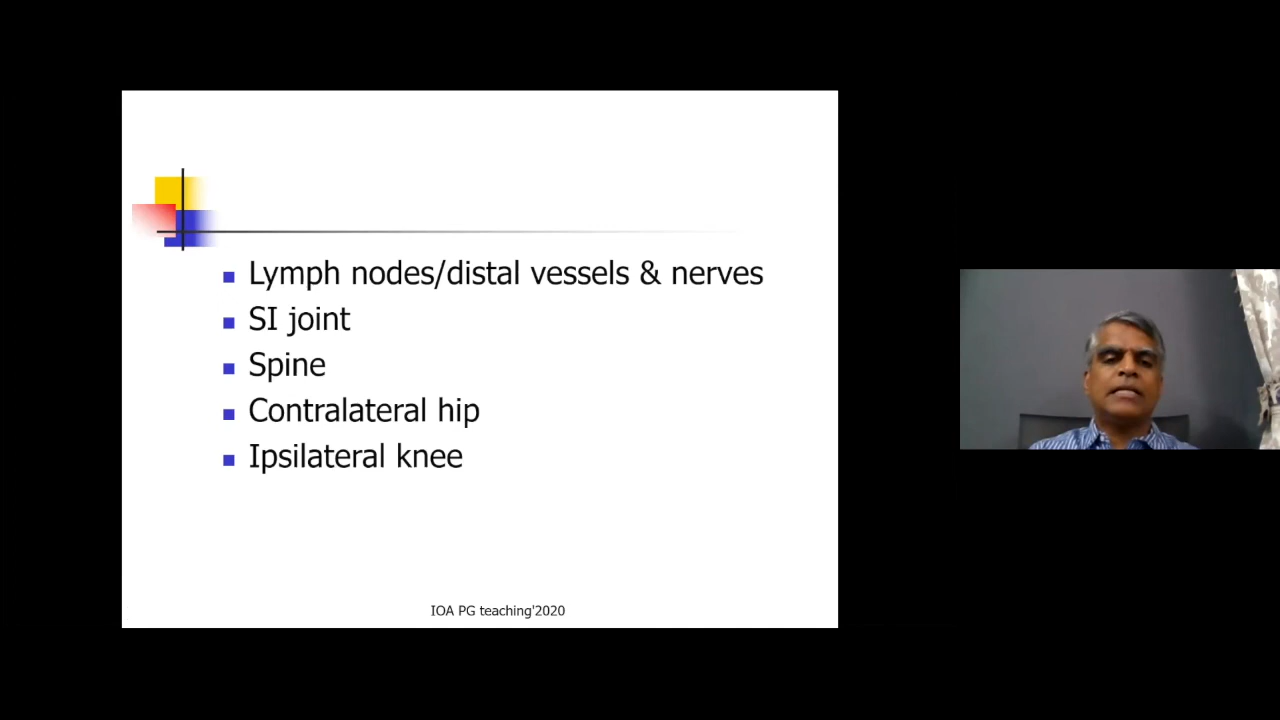 Lymph nodes/distal vessels & nerves
SI joint
Spine
Contralateral hip
Ipsilateral knee
IOA PG teaching'2020